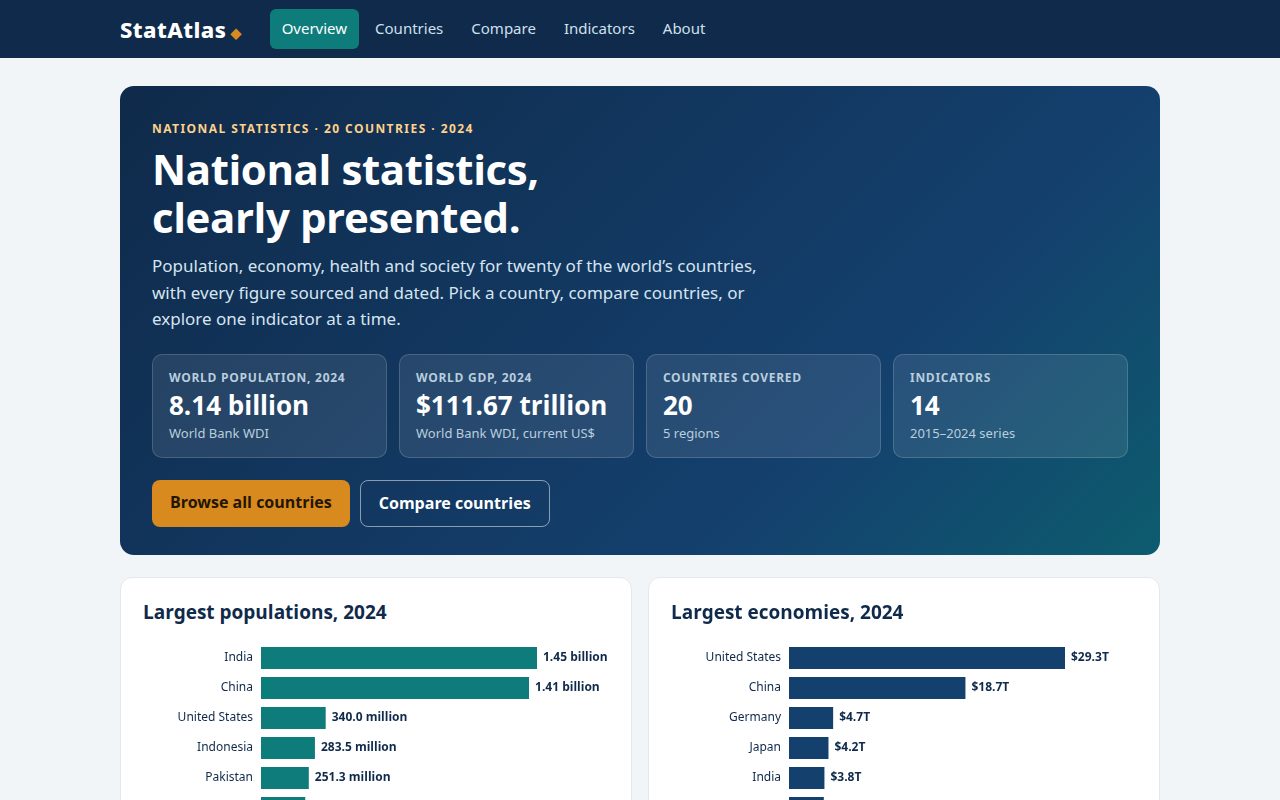 StatAtlas
Overview
Countries
Compare
Indicators
About
NATIONAL STATISTICS · 20 COUNTRIES · 2024
National statistics,
clearly presented.
Population, economy, health and society for twenty of the world’s countries,
with every figure sourced and dated. Pick a country, compare countries, or
explore one indicator at a time.
WORLD POPULATION, 2024
8.14 billion
World Bank WDI
WORLD GDP, 2024
$111.67 trillion
World Bank WDI, current US$
COUNTRIES COVERED
20
5 regions
INDICATORS
14
2015–2024 series
Browse all countries
Compare countries
Largest populations, 2024
India 1.45 billion
China 1.41 billion
United States 340.0 million
Indonesia 283.5 million
Pakistan 251.3 million
Largest economies, 2024
United States $29.3T
China $18.7T
Germany $4.7T
Japan $4.2T
India $3.8T